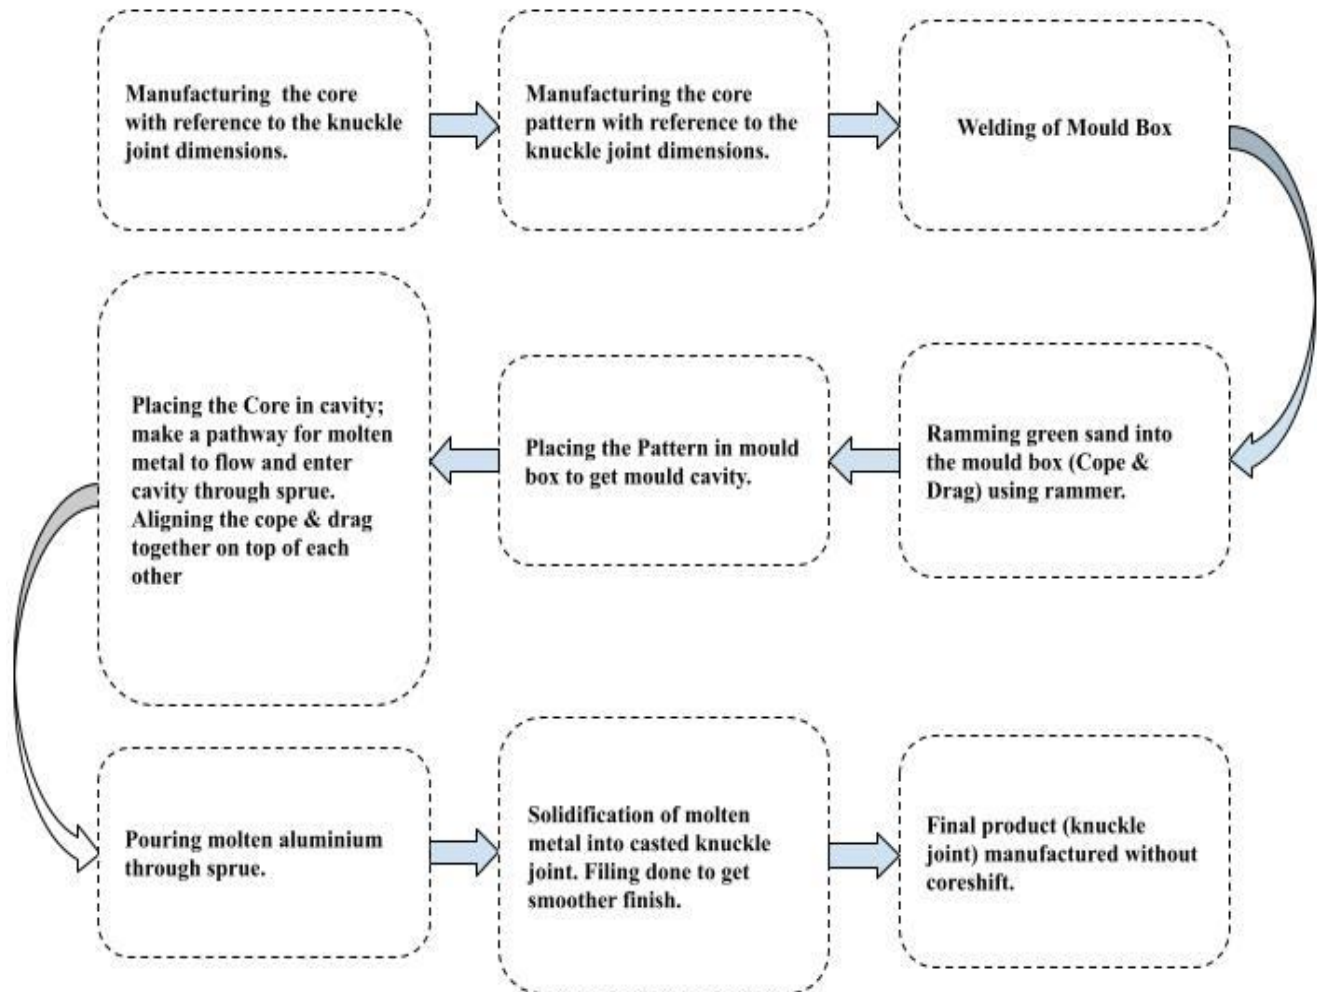 Manufacturing the core
with reference to the knuckle
joint dimensions.
Manufacturing the core
pattern with reference to the
knuckle joint dimensions.
Welding of Mould Box
Ramming green sand into
the mould box (Cope &
Drag) using rammer.
Placing the Pattern in mould
box to get mould cavity.
Placing the Core in cavity;
make a pathway for molten
metal to flow and enter
cavity through sprue.
Aligning the cope & drag
together on top of each
other
Pouring molten aluminium
through sprue.
Solidification of molten
metal into casted knuckle
joint. Filing done to get
smoother finish.
Final product (knuckle
joint) manufactured without
coreshift.